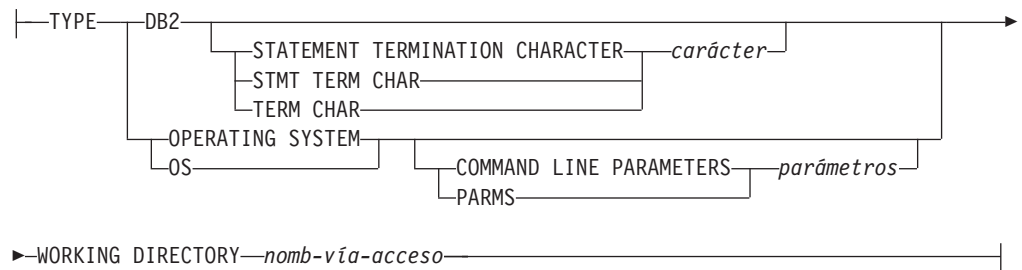 TYPE DB2
STATEMENT TERMINATION CHARACTER carácter
STMT TERM CHAR
TERM CHAR
OPERATING SYSTEM
OS
COMMAND LINE PARAMETERS parámetros
PARMS
WORKING DIRECTORY nomb-vía-acceso